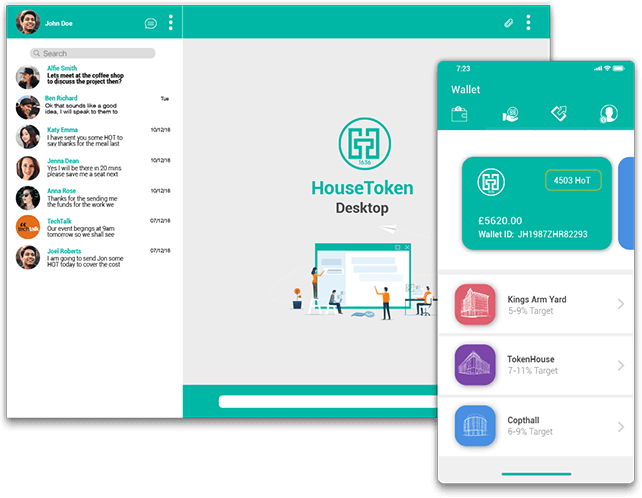 John Doe
Search
Alfie Smith
Lets meet at the coffee shop
to discuss the project then?
Ben Richard
Tue
Ok that sounds like a good
idea, I will speak to them to
Katy Emma
10/12/18
I have sent you some HOT to
say thanks for the meal last
Jenna Dean
10/12/18
Yes I will be there in 20 mins
please save me a seat next
Anna Rose
10/12/18
Thanks for the sending me
the funds for the work we
TechTalk
07/12/18
Our event begings at 9am
tomorrow so we shall see
Joel Roberts
07/12/18
I am going to send Jon some
HOT today to cover the cost
TechTalk
1636
HouseToken
Desktop
7:23
Wallet
1636
4503 HoT
£5620.00
Wallet ID: JH1987ZHR82293
Kings Arm Yard
5-9% Target
TokenHouse
7-11% Target
Copthall
6-9% Target